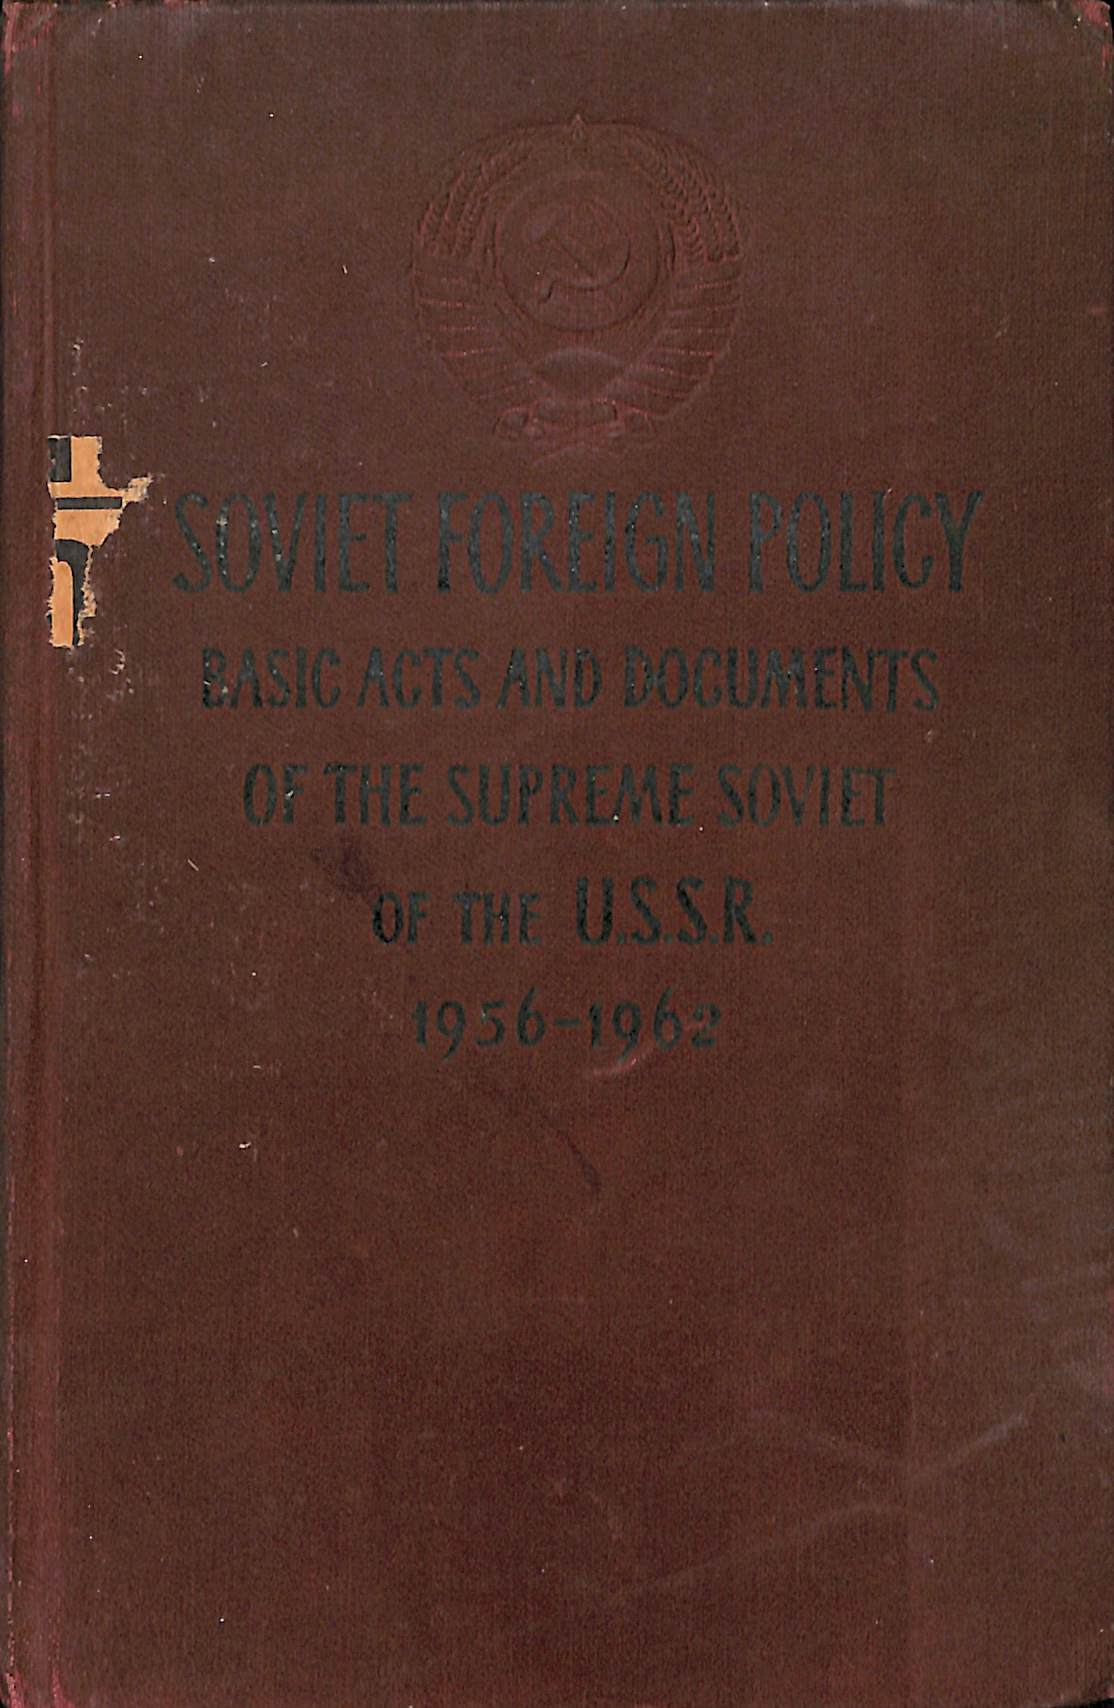 SOVIET FOREIGN POLICY
BASIC ACTS AND DOCUMENTS
OF THE SUPREME SOVIET
OF THE U.S.S.R.
1956-1962